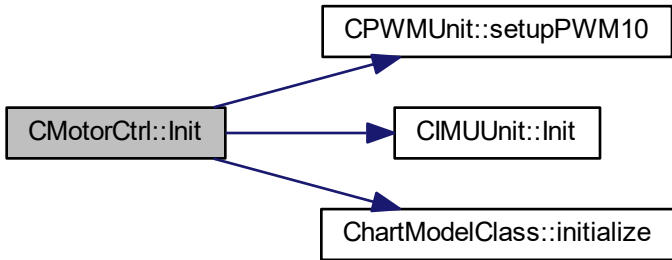 CMotorCtrl::Init
CPWMUnit::setupPWM10
CIMUUnit::Init
ChartModelClass::initialize